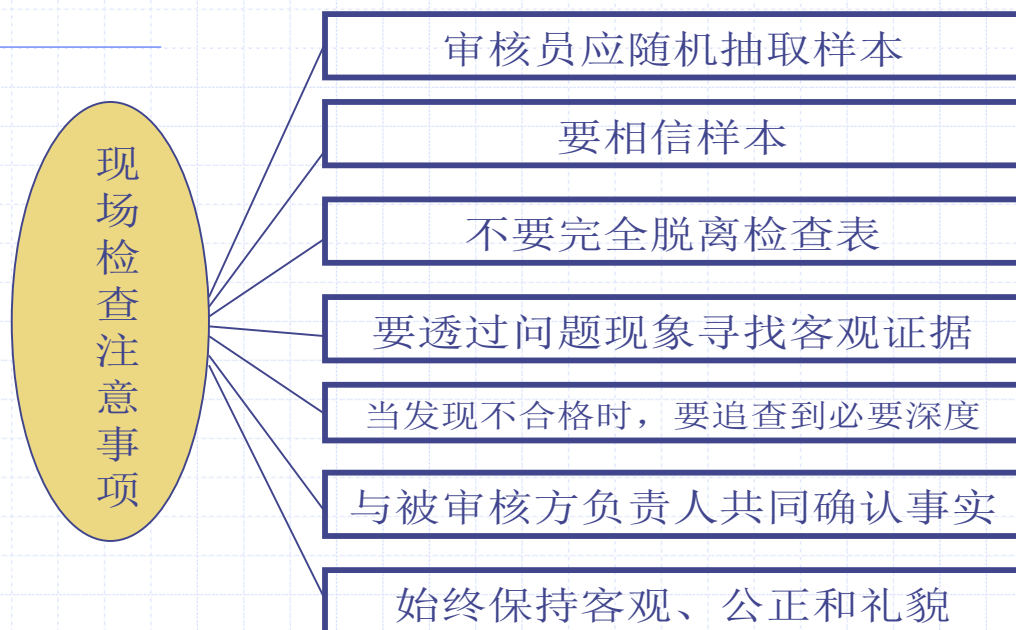 现场检查注意事项
审核员应随机抽取样本
要相信样本
不要完全脱离检查表
要透过问题现象寻找客观证据
当发现不合格时，要追查到必要深度
与被审核方负责人共同确认事实
始终保持客观、公正和礼貌